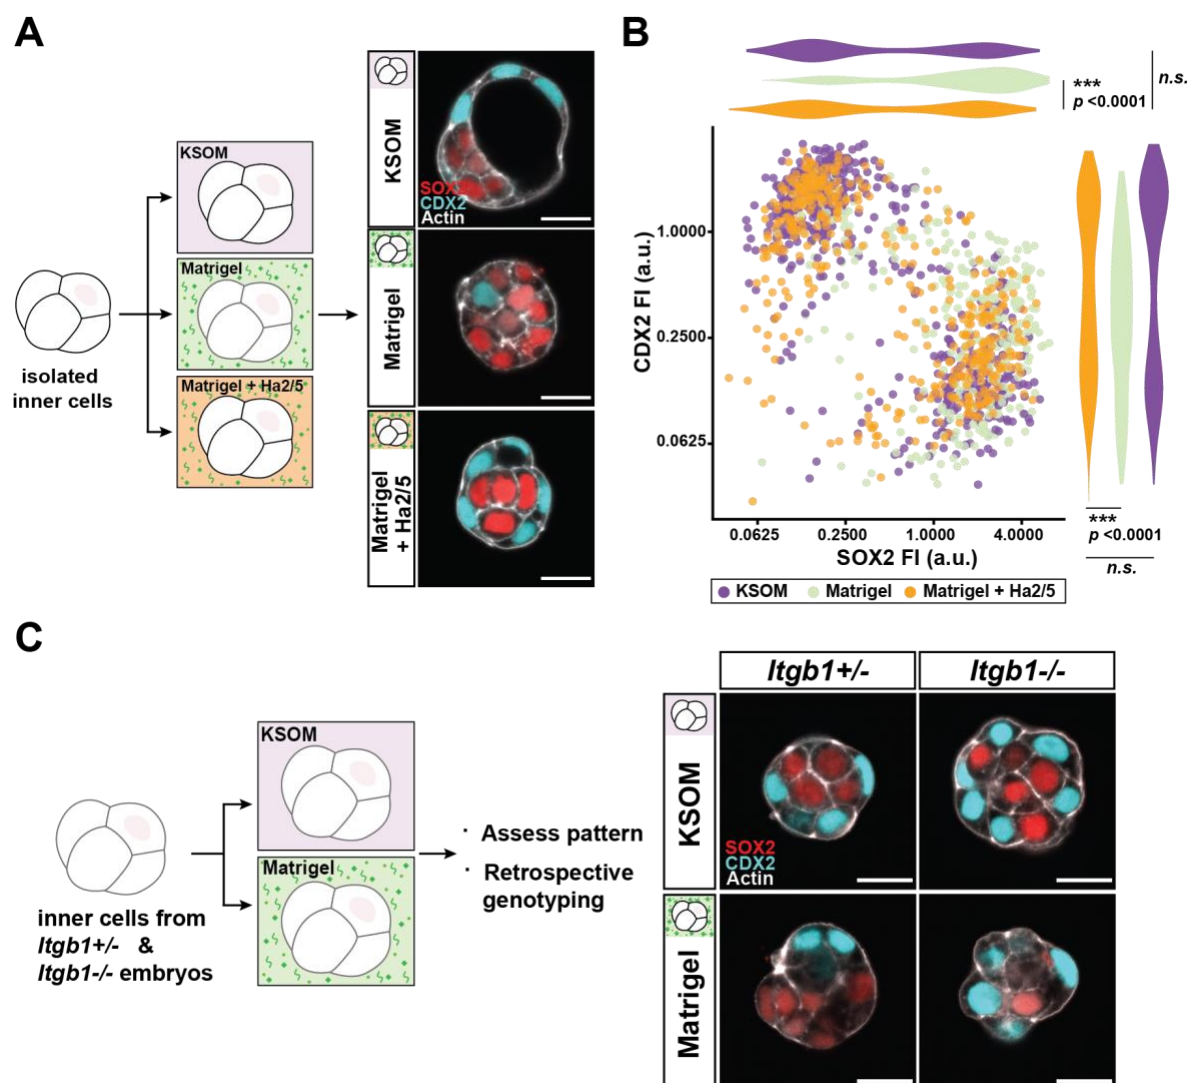 A
KSOM
Matrigel
Matrigel + Ha2/5
isolated
inner cells
KSOM
SOX2
CDX2
Actin
Matrigel
Matrigel
+ Ha2/5
B
***
p <0.0001
n.s.
CDX2 FI (a.u.)
1.0000
0.2500
0.0625
0.0625 0.2500 1.0000 4.0000
SOX2 FI (a.u.)
***
p <0.0001
n.s.
KSOM Matrigel Matrigel + Ha2/5
C
KSOM
Matrigel
inner cells from
Itgb1+/- &
Itgb1-/- embryos
· Assess pattern
· Retrospective
genotyping
Itgb1+/- Itgb1-/-
KSOM
SOX2
CDX2
Actin
Matrigel